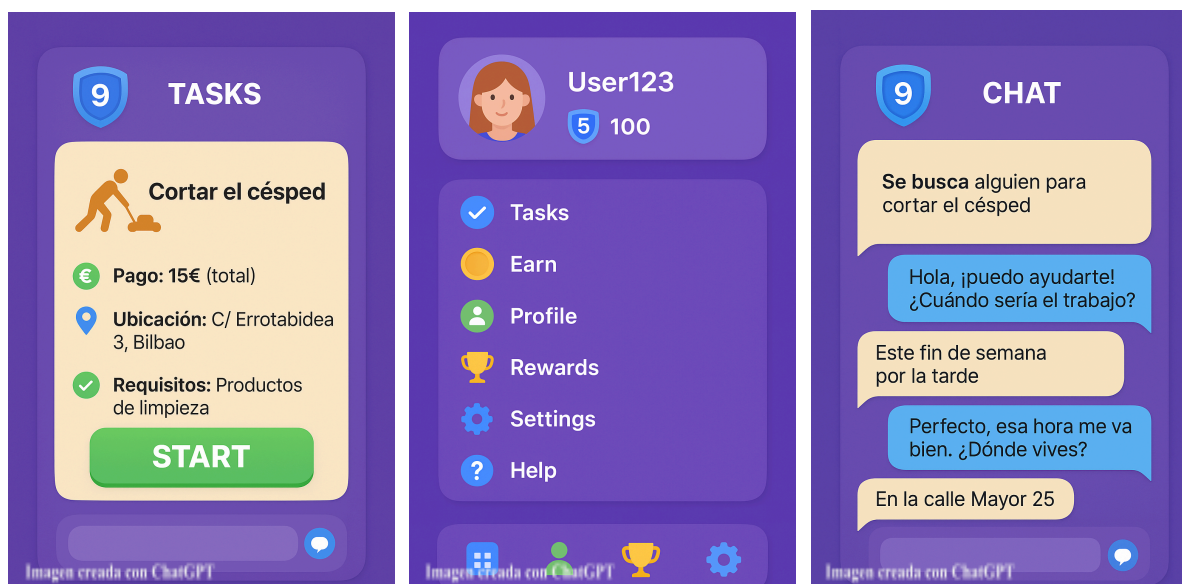 9 TASKS
Cortar el césped
€ Pago: 15€ (total)
Ubicación: C/ Errotabidea
3, Bilbao
Requisitos: Productos
de limpieza
START
Imagen creada con ChatGPT
User123
5 100
Tasks
Earn
Profile
Rewards
Settings
? Help
Imagen creada con ChatGPT
9 CHAT
Se busca alguien para
cortar el césped
Hola, ¡puedo ayudarte!
¿Cuándo sería el trabajo?
Este fin de semana
por la tarde
Perfecto, esa hora me va
bien. ¿Dónde vives?
En la calle Mayor 25
Imagen creada con ChatGPT